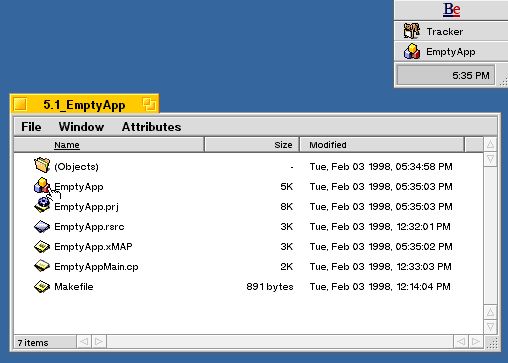 Be
Tracker
EmptyApp
5:35 PM
5.1_EmptyApp
File Window Attributes
Name Size Modified
(Objects) - Tue, Feb 03 1998, 05:34:58 PM
EmptyApp 5K Tue, Feb 03 1998, 05:35:03 PM
EmptyApp.prj 8K Tue, Feb 03 1998, 05:35:03 PM
EmptyApp.rsrc 3K Tue, Feb 03 1998, 12:32:01 PM
EmptyApp.xMAP 3K Tue, Feb 03 1998, 05:35:02 PM
EmptyAppMain.cp 2K Tue, Feb 03 1998, 12:33:03 PM
Makefile 891 bytes Tue, Feb 03 1998, 12:14:04 PM
7 items